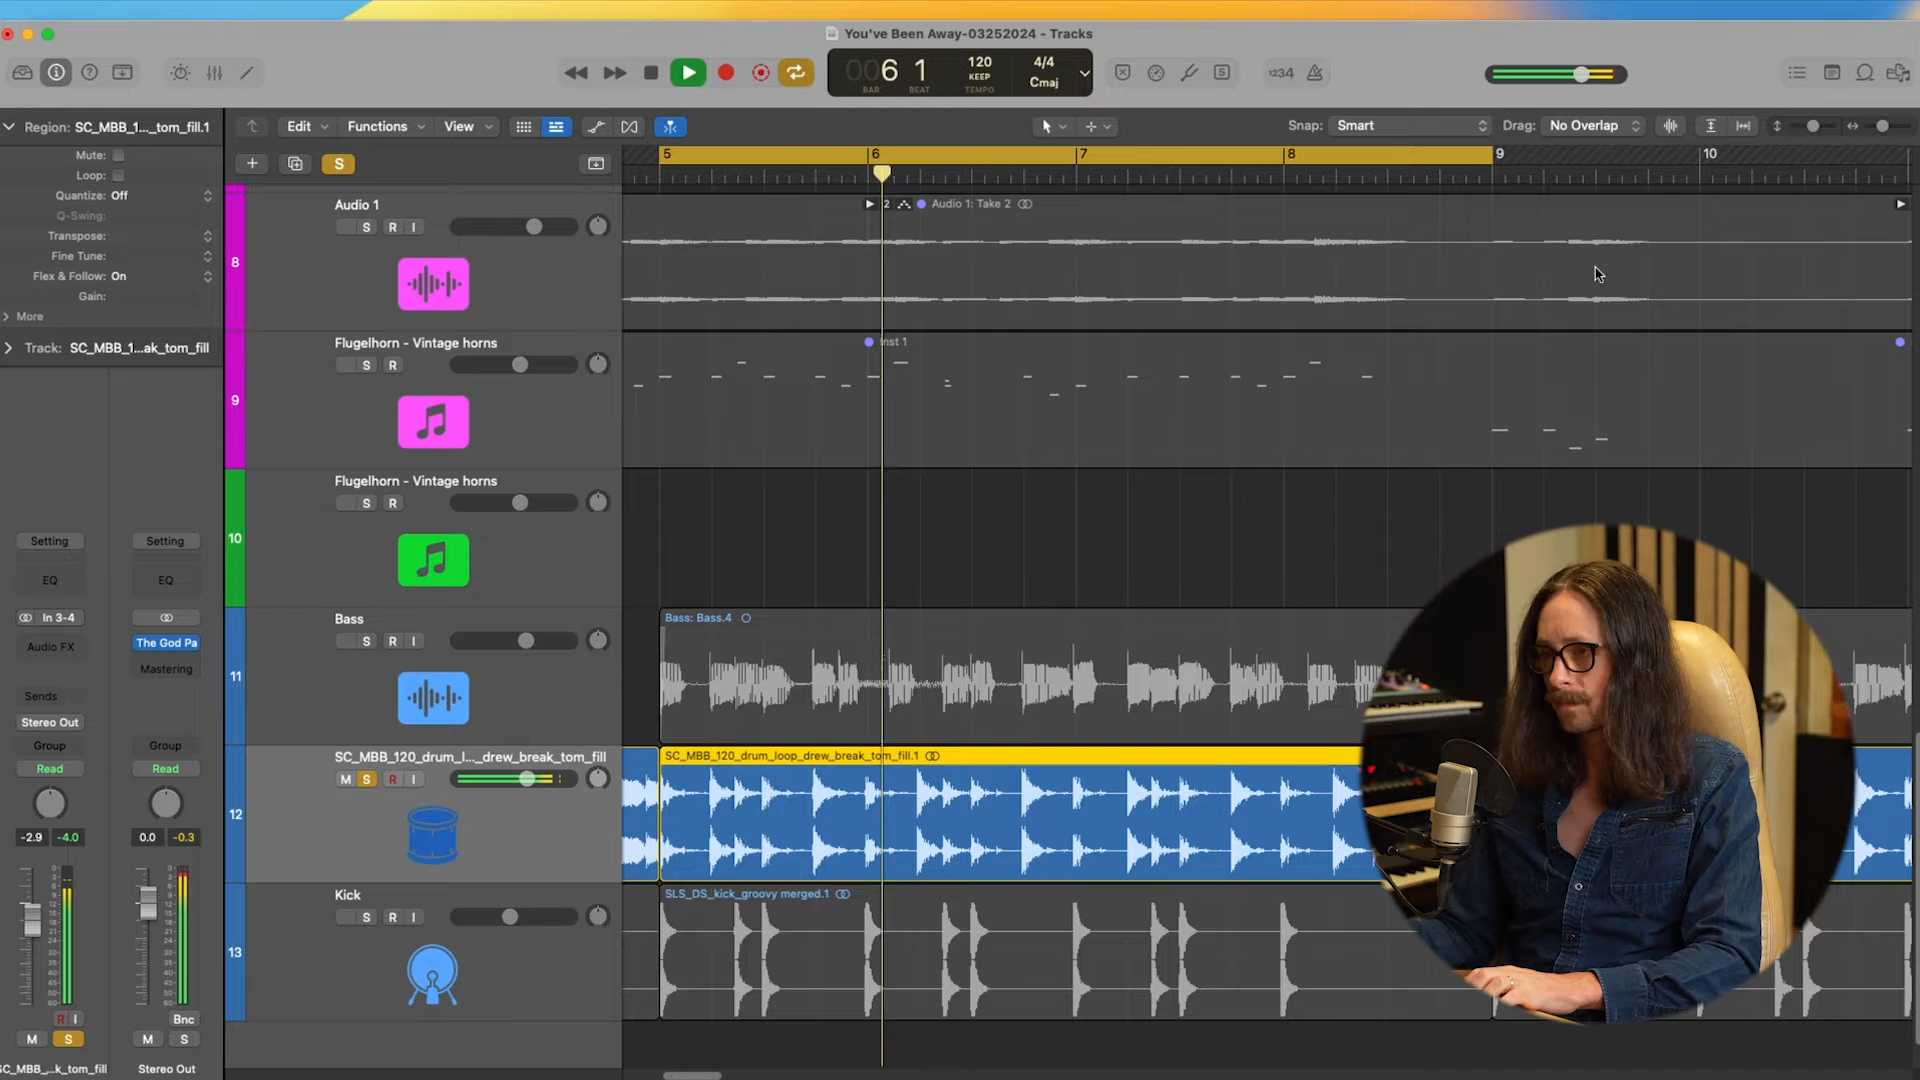 You've Been Away-03252024 - Tracks
006 1
BAR BEAT
120
KEEP
TEMPO
4/4
Cmaj
1234
Region: SC_MBB_1..._tom_fill.1
Mute:
Loop:
Quantize: Off
Q-Swing:
Transpose:
Fine Tune:
Flex & Follow: On
Gain:
More
Track: SC_MBB_1...ak_tom_fill
Edit Functions View
Snap: Smart
Drag: No Overlap
S
5 6 7 8 9 10
8
Audio 1
S R I
2 Audio 1: Take 2
9
Flugelhorn - Vintage horns
S R
Inst 1
10
Flugelhorn - Vintage horns
S R
11
Bass
S R I
Bass: Bass.4
12
SC_MBB_120_drum_l..._drew_break_tom_fill
M S R I
SC_MBB_120_drum_loop_drew_break_tom_fill.1
13
Kick
S R I
SLS_DS_kick_groovy merged.1
Setting Setting
EQ EQ
In 3-4
Audio FX The God Pa
Mastering
Sends
Stereo Out
Group Group
Read Read
-2.9 -4.0 0.0 -0.3
R I Bnc
M S M S
SC_MBB_...k_tom_fill Stereo Out